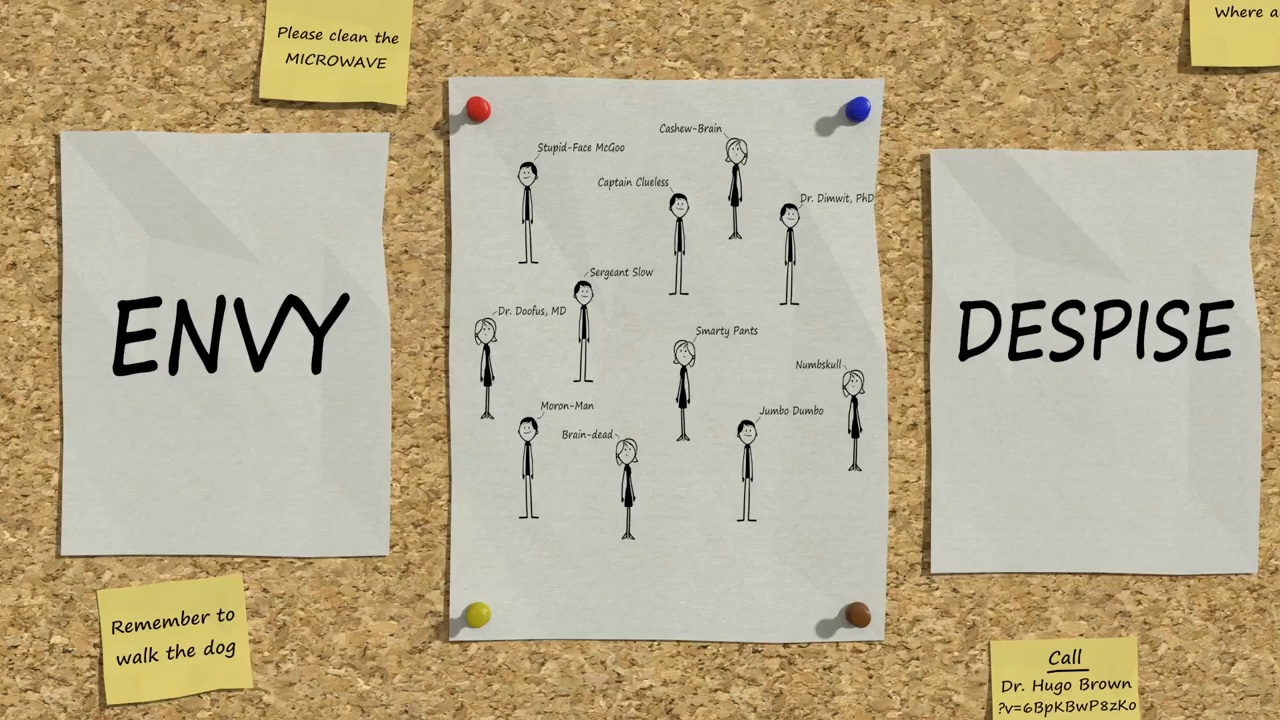 Please clean the
MICROWAVE
Where a
ENVY
Cashew-Brain
Stupid-Face McGoo
Captain Clueless
Dr. Dimwit, PhD
Sergeant Slow
Dr. Doofus, MD
Smarty Pants
Numbskull
Moron-Man
Jumbo Dumbo
Brain-dead
DESPISE
Remember to
walk the dog
Call
Dr. Hugo Brown
?v=6BpKBwP8zKo